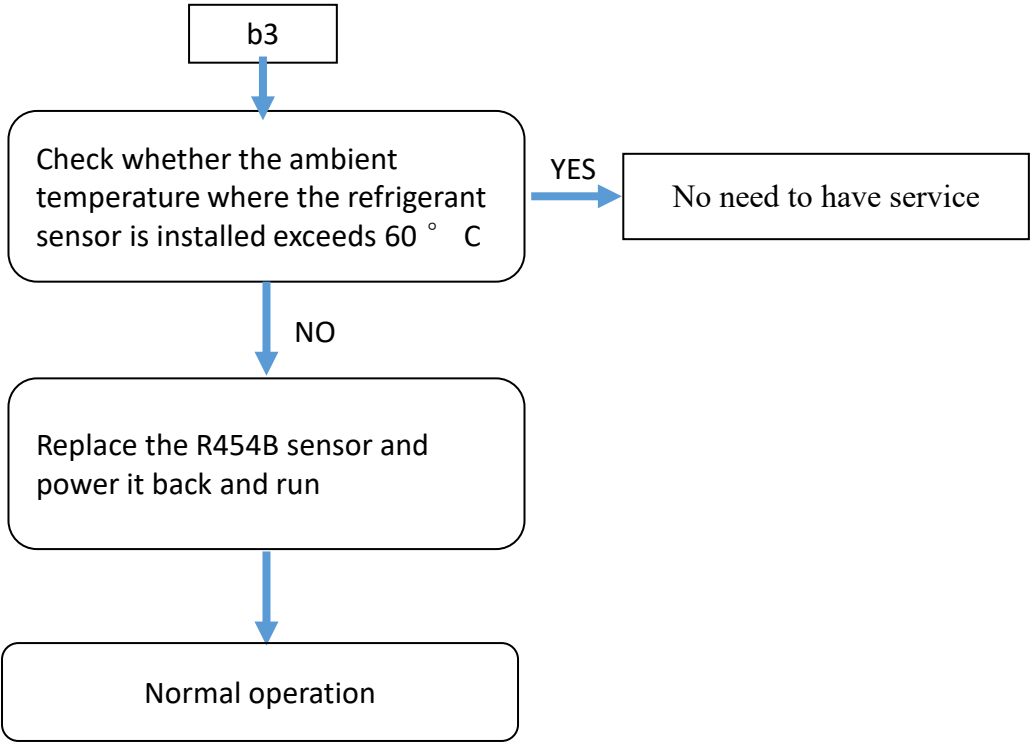 b3
Check whether the ambient
temperature where the refrigerant
sensor is installed exceeds 60 ° C
YES
No need to have service
NO
Replace the R454B sensor and
power it back and run
Normal operation